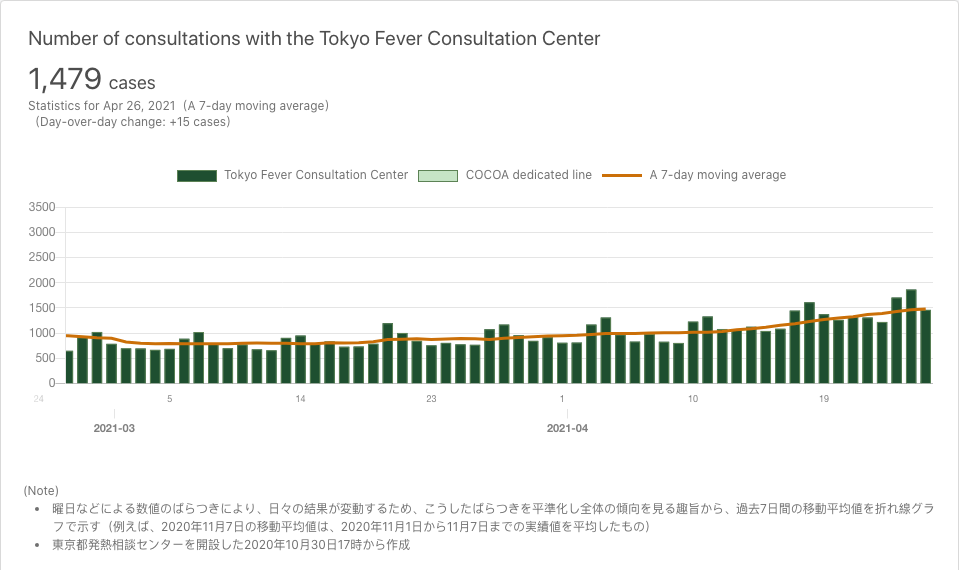 Number of consultations with the Tokyo Fever Consultation Center
1,479 cases
Statistics for Apr 26, 2021（A 7-day moving average）
（Day-over-day change: +15 cases）
Tokyo Fever Consultation Center COCOA dedicated line A 7-day moving average
3500
3000
2500
2000
1500
1000
500
0
24 5 14 23 1 10 19
2021-03 2021-04
(Note)
• 曜日などによる数値のばらつきにより、日々の結果が変動するため、こうしたばらつきを平準化し全体の傾向を見る趣旨から、過去7日間の移動平均値を折れ線グラ
フで示す（例えば、2020年11月7日の移動平均値は、2020年11月1日から11月7日までの実績値を平均したもの）
• 東京都発熱相談センターを開設した2020年10月30日17時から作成